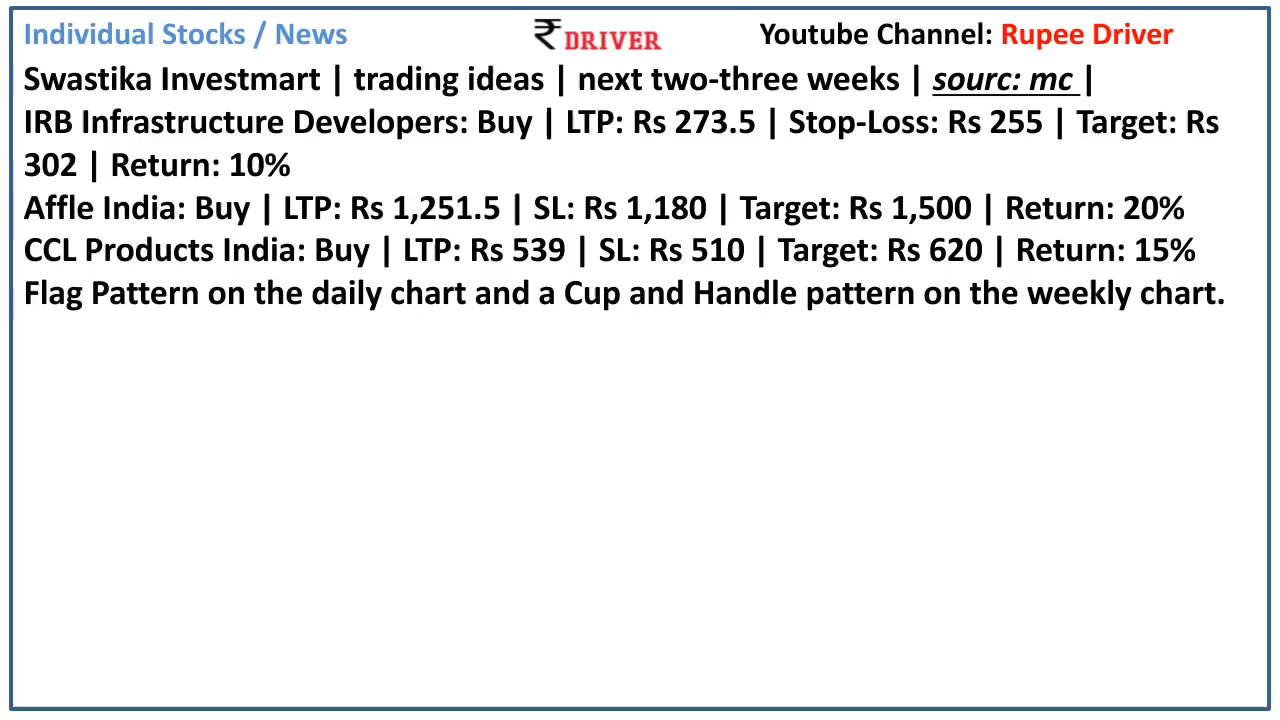 Individual Stocks / News ₹ DRIVER Youtube Channel: Rupee Driver
Swastika Investmart | trading ideas | next two-three weeks | sourc: mc |
IRB Infrastructure Developers: Buy | LTP: Rs 273.5 | Stop-Loss: Rs 255 | Target: Rs
302 | Return: 10%
Affle India: Buy | LTP: Rs 1,251.5 | SL: Rs 1,180 | Target: Rs 1,500 | Return: 20%
CCL Products India: Buy | LTP: Rs 539 | SL: Rs 510 | Target: Rs 620 | Return: 15%
Flag Pattern on the daily chart and a Cup and Handle pattern on the weekly chart.